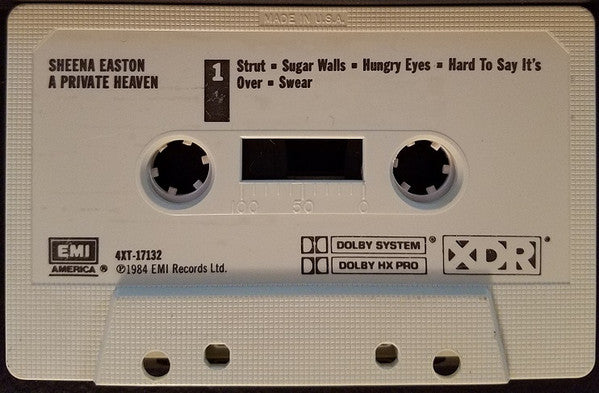 MADE IN U.S.A.
SHEENA EASTON
A PRIVATE HEAVEN
1
Strut ▪ Sugar Walls ▪ Hungry Eyes ▪ Hard To Say It's
Over ▪ Swear
100 50 0
EMI
AMERICA ®
4XT-17132
℗1984 EMI Records Ltd.
DOLBY SYSTEM ®
DOLBY HX PRO
XDR